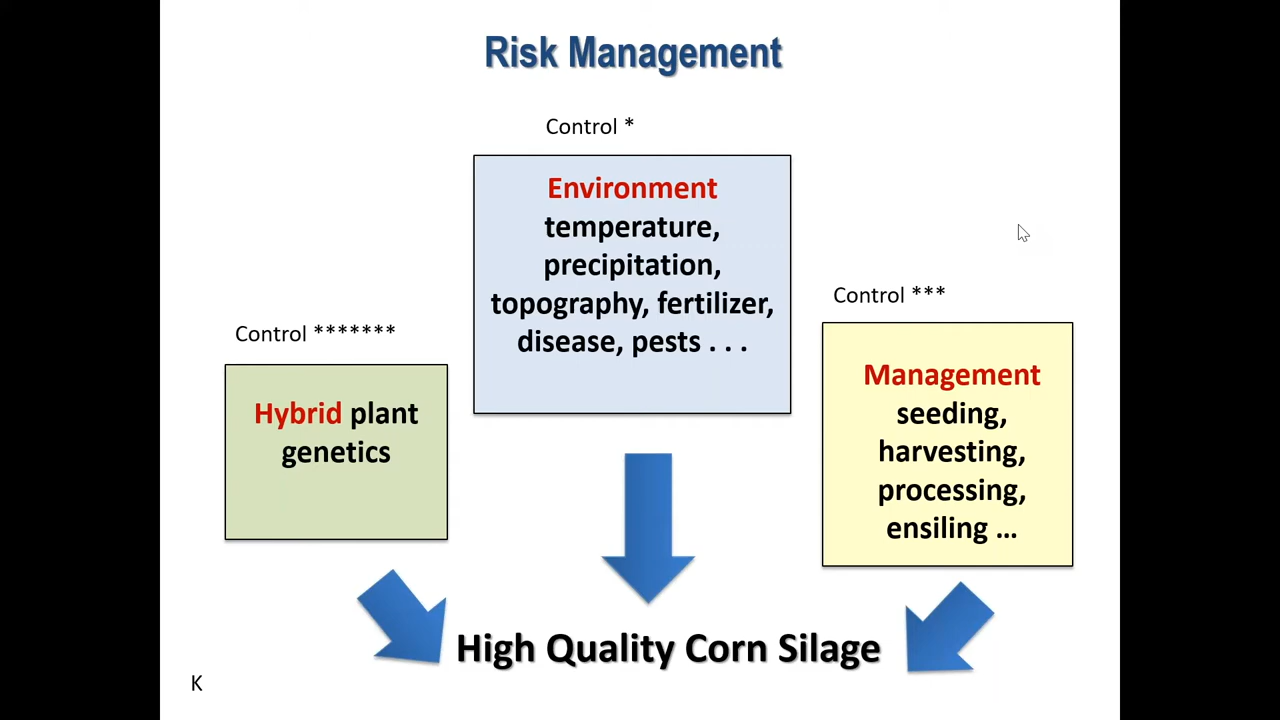 Risk Management
Control *
Environment
temperature,
precipitation,
topography, fertilizer,
disease, pests . . .
Control *******
Hybrid plant
genetics
Control ***
Management
seeding,
harvesting,
processing,
ensiling ...
High Quality Corn Silage
K